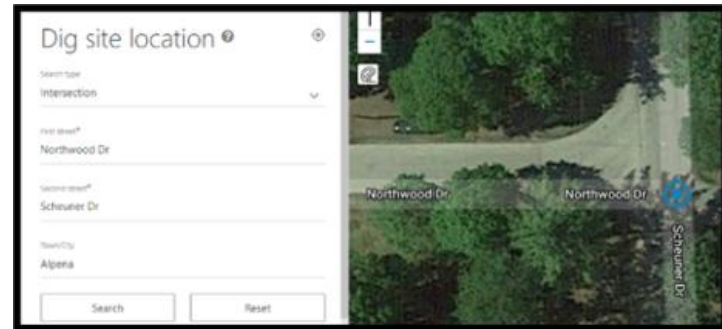 Dig site location
Search type
Intersection
First street*
Northwood Dr
Second street*
Scheuner Dr
Town/City
Alpena
Search
Reset
Northwood Dr
Northwood Dr
Scheuner Dr